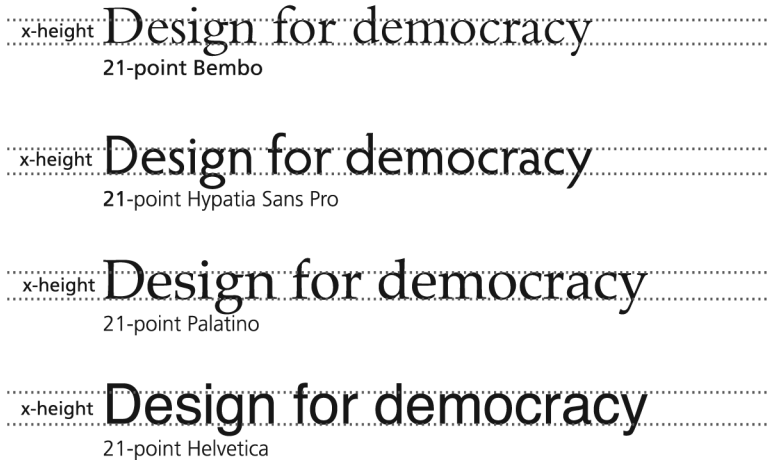 x-height Design for democracy
21-point Bembo
x-height Design for democracy
21-point Hypatia Sans Pro
x-height Design for democracy
21-point Palatino
x-height Design for democracy
21-point Helvetica